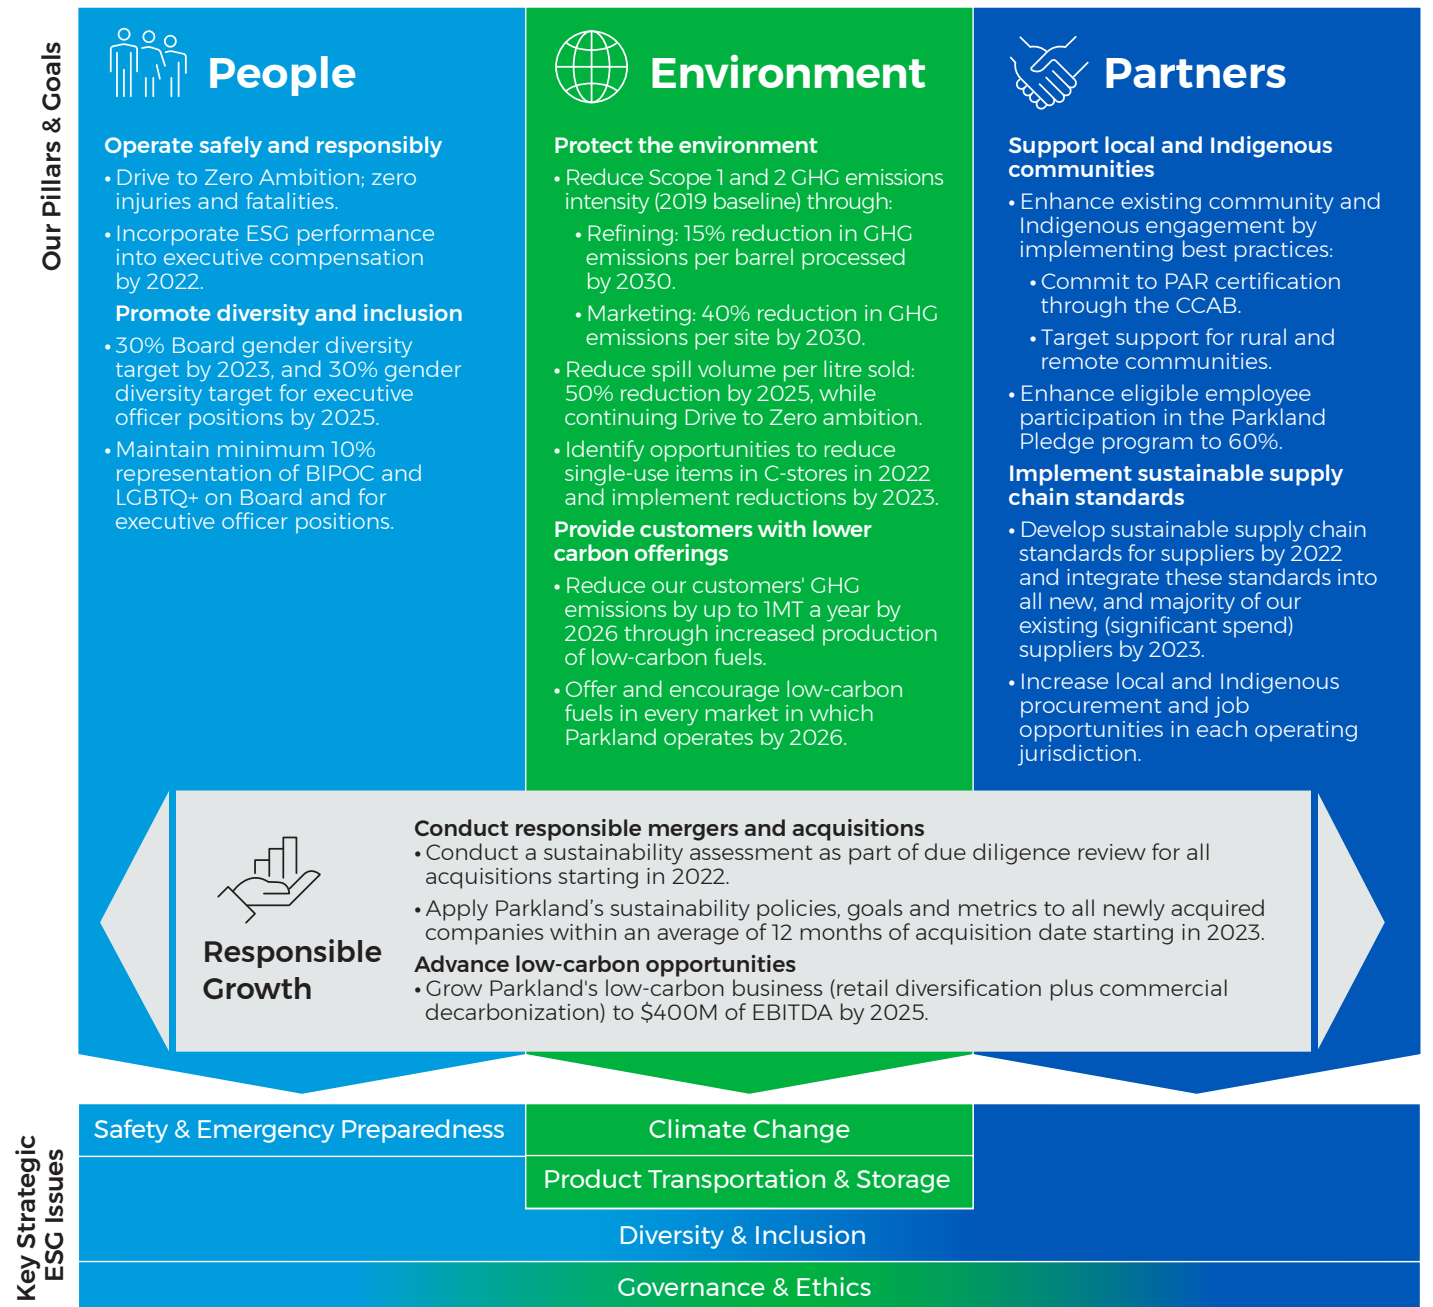 Our Pillars & Goals
People
Operate safely and responsibly
• Drive to Zero Ambition; zero
injuries and fatalities.
• Incorporate ESG performance
into executive compensation
by 2022.
Promote diversity and inclusion
• 30% Board gender diversity
target by 2023, and 30% gender
diversity target for executive
officer positions by 2025.
• Maintain minimum 10%
representation of BIPOC and
LGBTQ+ on Board and for
executive officer positions.
Environment
Protect the environment
• Reduce Scope 1 and 2 GHG emissions
intensity (2019 baseline) through:
• Refining: 15% reduction in GHG
emissions per barrel processed
by 2030.
• Marketing: 40% reduction in GHG
emissions per site by 2030.
• Reduce spill volume per litre sold:
50% reduction by 2025, while
continuing Drive to Zero ambition.
• Identify opportunities to reduce
single-use items in C-stores in 2022
and implement reductions by 2023.
Provide customers with lower
carbon offerings
• Reduce our customers' GHG
emissions by up to 1MT a year by
2026 through increased production
of low-carbon fuels.
• Offer and encourage low-carbon
fuels in every market in which
Parkland operates by 2026.
Partners
Support local and Indigenous
communities
• Enhance existing community and
Indigenous engagement by
implementing best practices:
• Commit to PAR certification
through the CCAB.
• Target support for rural and
remote communities.
• Enhance eligible employee
participation in the Parkland
Pledge program to 60%.
Implement sustainable supply
chain standards
• Develop sustainable supply chain
standards for suppliers by 2022
and integrate these standards into
all new, and majority of our
existing (significant spend)
suppliers by 2023.
• Increase local and Indigenous
procurement and job
opportunities in each operating
jurisdiction.
Responsible
Growth
Conduct responsible mergers and acquisitions
• Conduct a sustainability assessment as part of due diligence review for all
acquisitions starting in 2022.
• Apply Parkland’s sustainability policies, goals and metrics to all newly acquired
companies within an average of 12 months of acquisition date starting in 2023.
Advance low-carbon opportunities
• Grow Parkland's low-carbon business (retail diversification plus commercial
decarbonization) to $400M of EBITDA by 2025.
Key Strategic
ESG Issues
Safety & Emergency Preparedness
Climate Change
Product Transportation & Storage
Diversity & Inclusion
Governance & Ethics